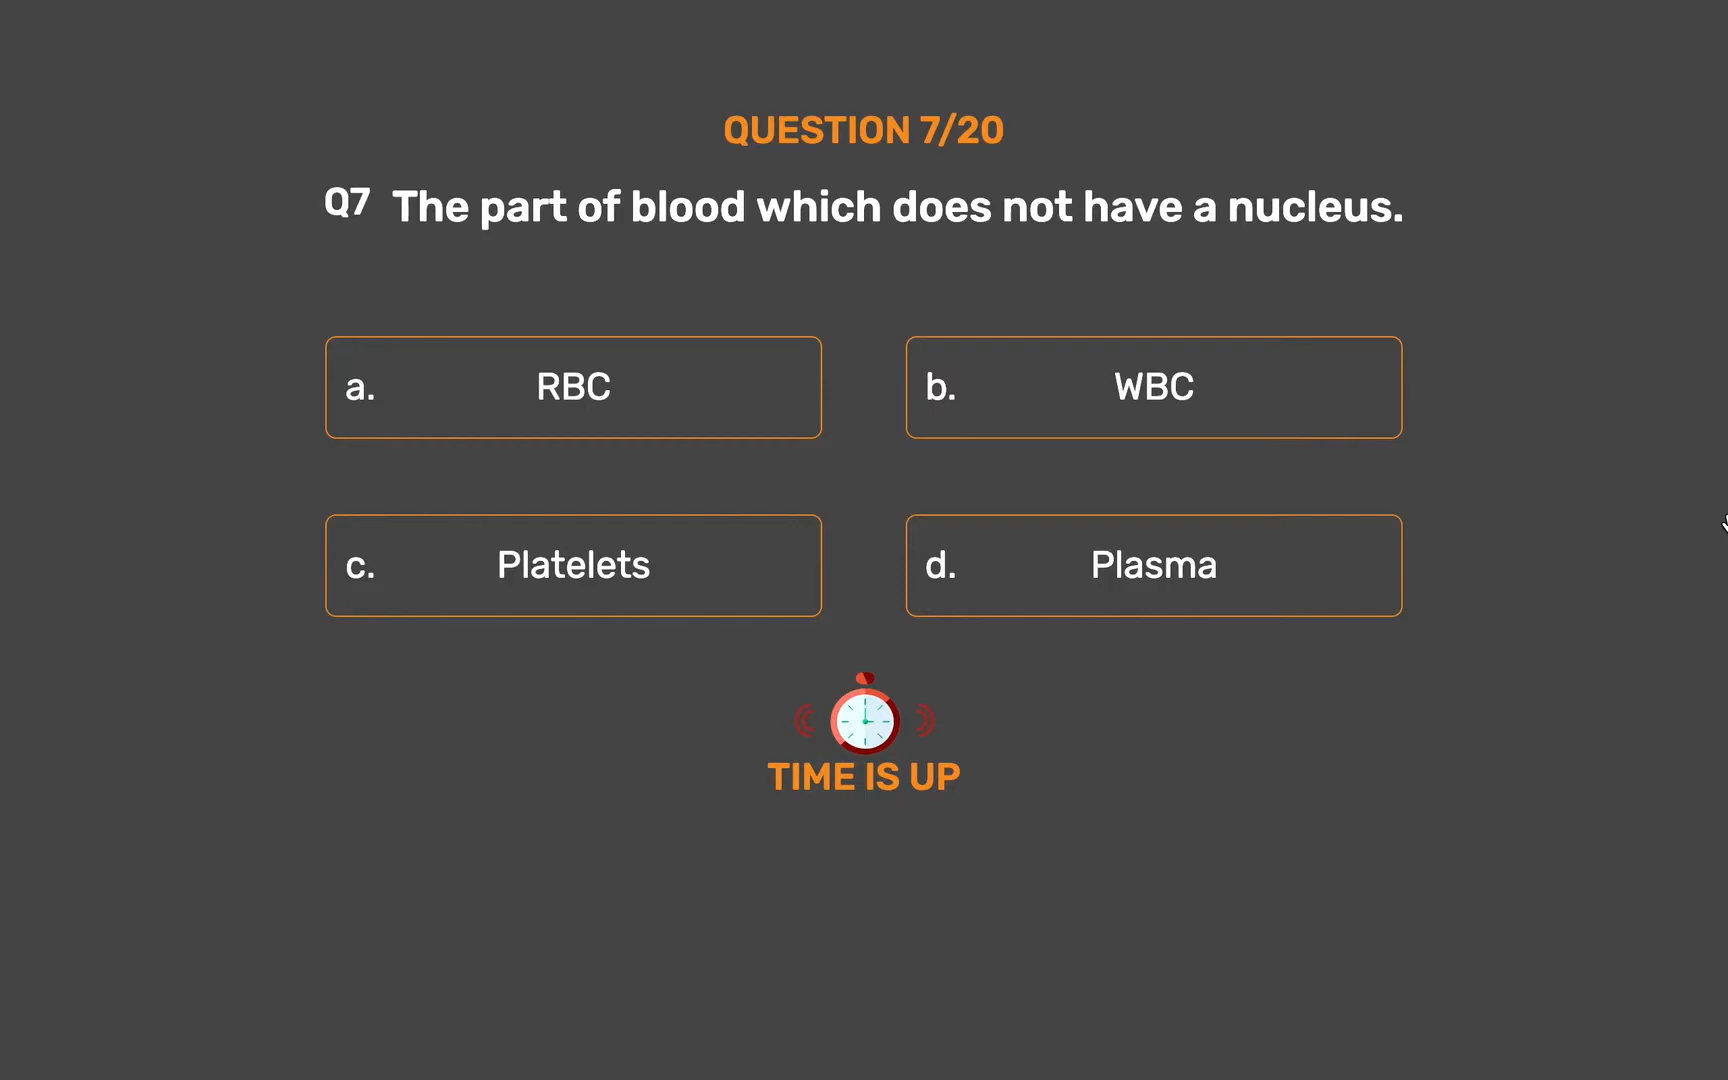 QUESTION 7/20
Q7 The part of blood which does not have a nucleus.
a. RBC
b. WBC
c. Platelets
d. Plasma
TIME IS UP